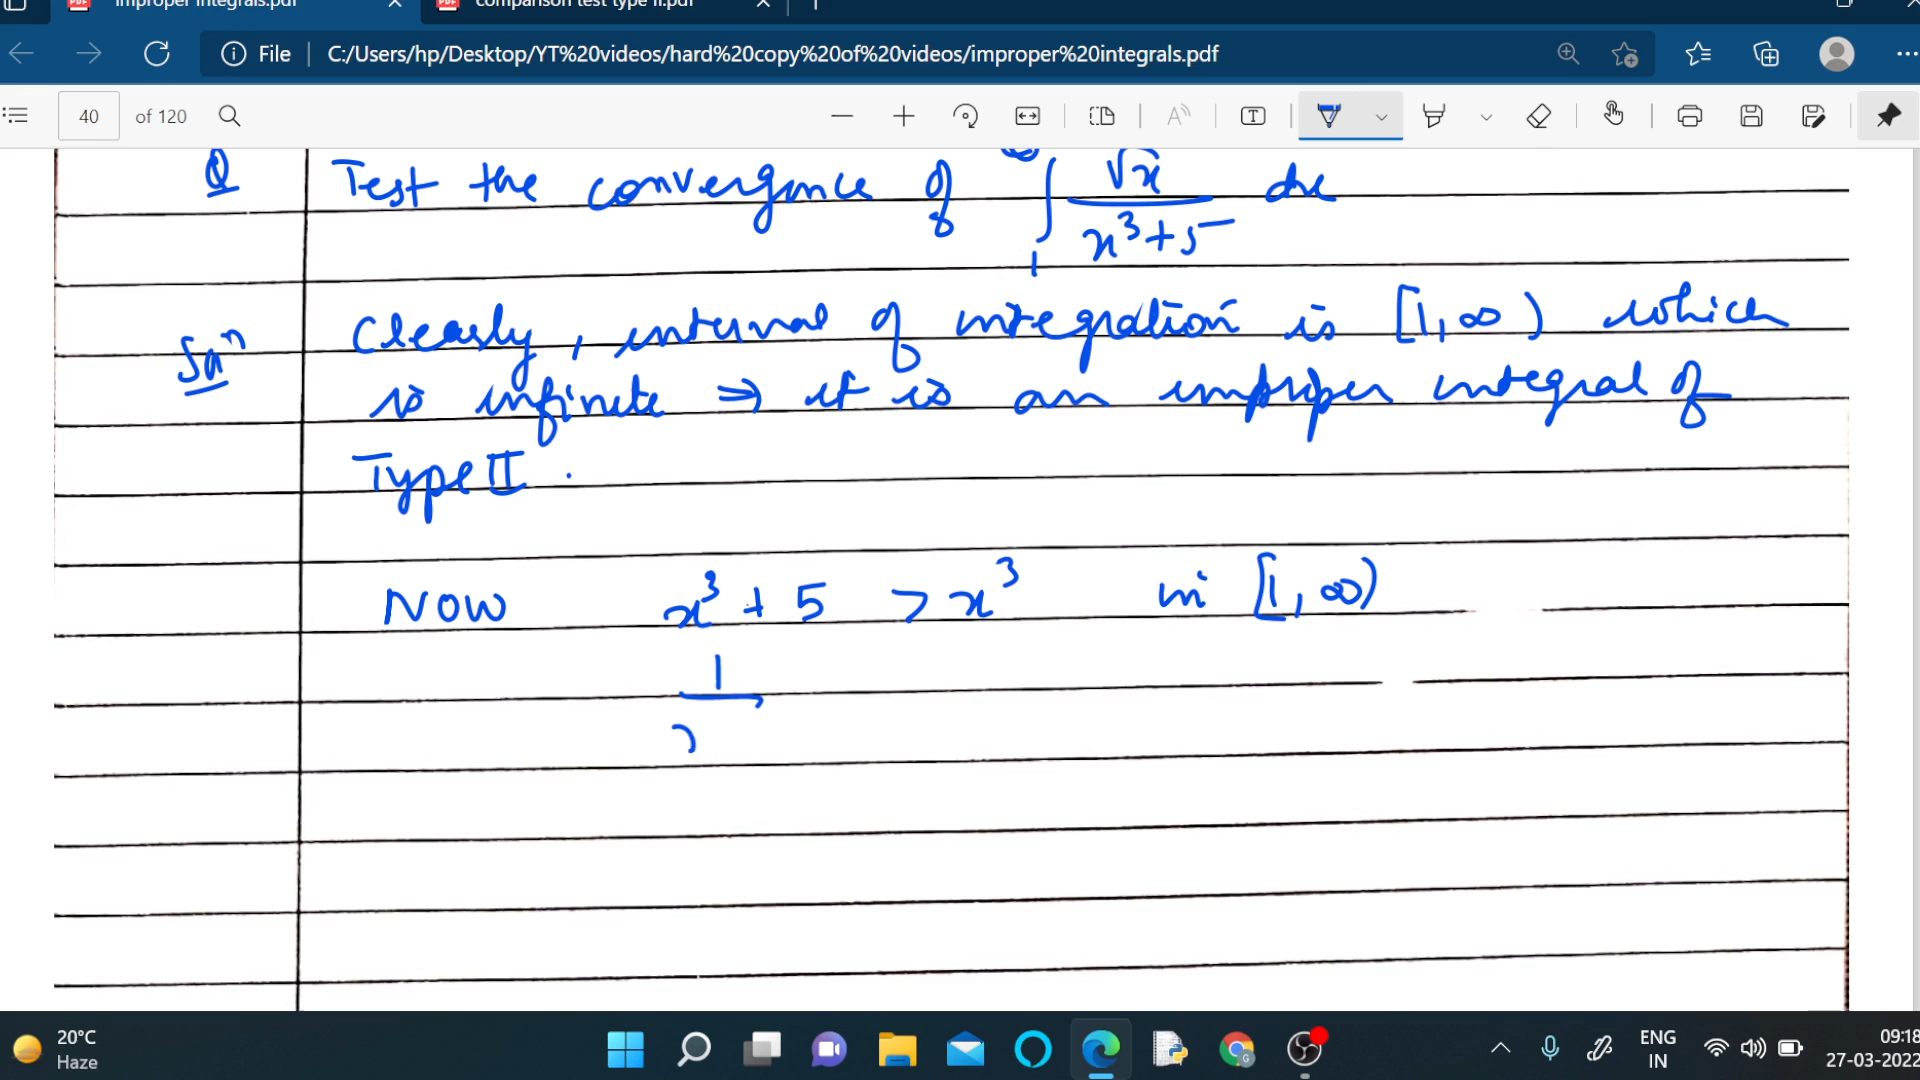 improper integrals.pdf
comparison test type II.pdf
File
C:/Users/hp/Desktop/YT%20videos/hard%20copy%20of%20videos/improper%20integrals.pdf
40 of 120
Q Test the convergence of ∫₁^∞ √x / (x³+5) dx
Solⁿ Clearly, interval of integration is [1,∞) which
is infinite ⇒ it is an improper integral of
Type II .
Now x³ + 5 > x³ in [1, ∞)
1
20°C
Haze
ENG
IN
09:18
27-03-2022